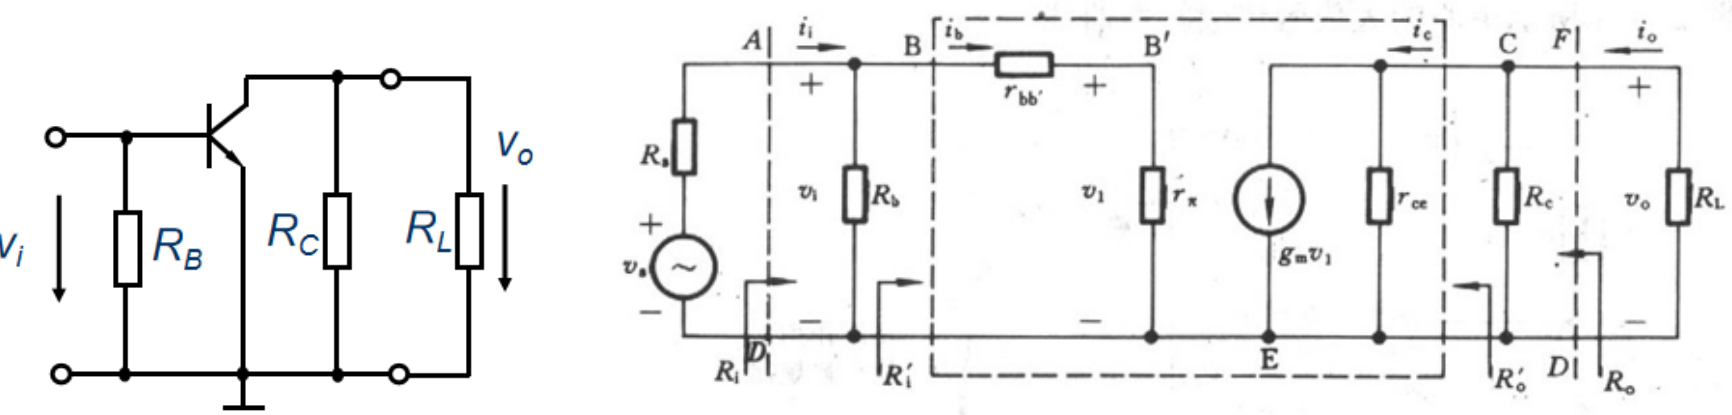 v_i
R_B
R_C
R_L
v_o
A
i_i
B
i_b
B′
i_c
C
F
i_o
+
+
+
r_bb′
R_s
v_i
R_b
v_1
r_π
r_ce
R_c
v_o
R_L
+
v_s
~
g_m v_1
−
−
−
−
R_i
D
R_i′
E
R_o′
D
R_o